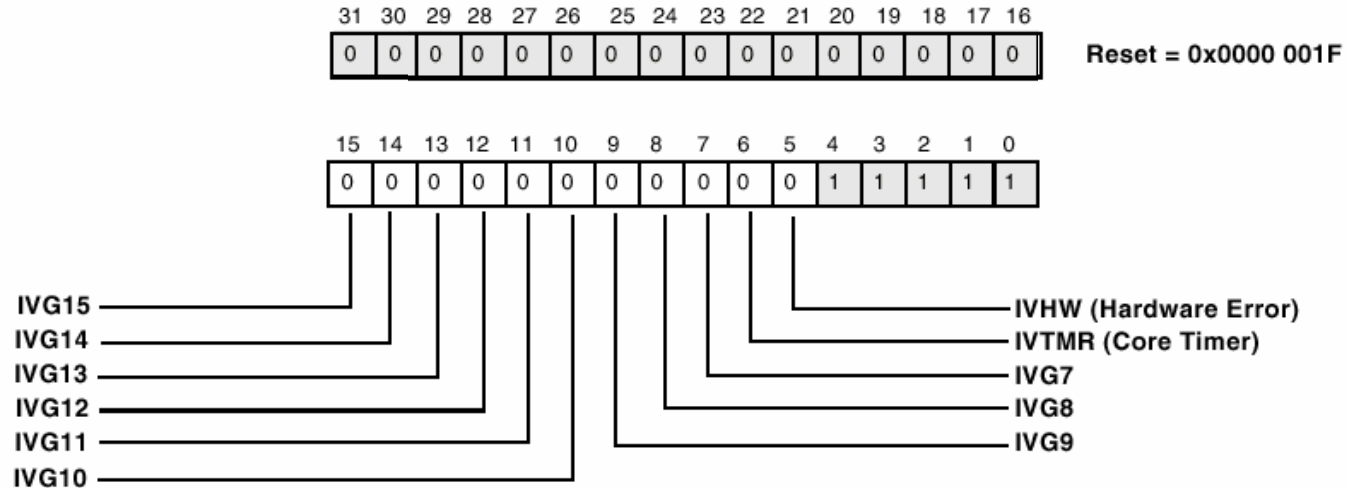 31 30 29 28 27 26 25 24 23 22 21 20 19 18 17 16
0 0 0 0 0 0 0 0 0 0 0 0 0 0 0 0 Reset = 0x0000 001F
15 14 13 12 11 10 9 8 7 6 5 4 3 2 1 0
0 0 0 0 0 0 0 0 0 0 0 1 1 1 1 1
IVG15 IVHW (Hardware Error)
IVG14 IVTMR (Core Timer)
IVG13 IVG7
IVG12 IVG8
IVG11 IVG9
IVG10